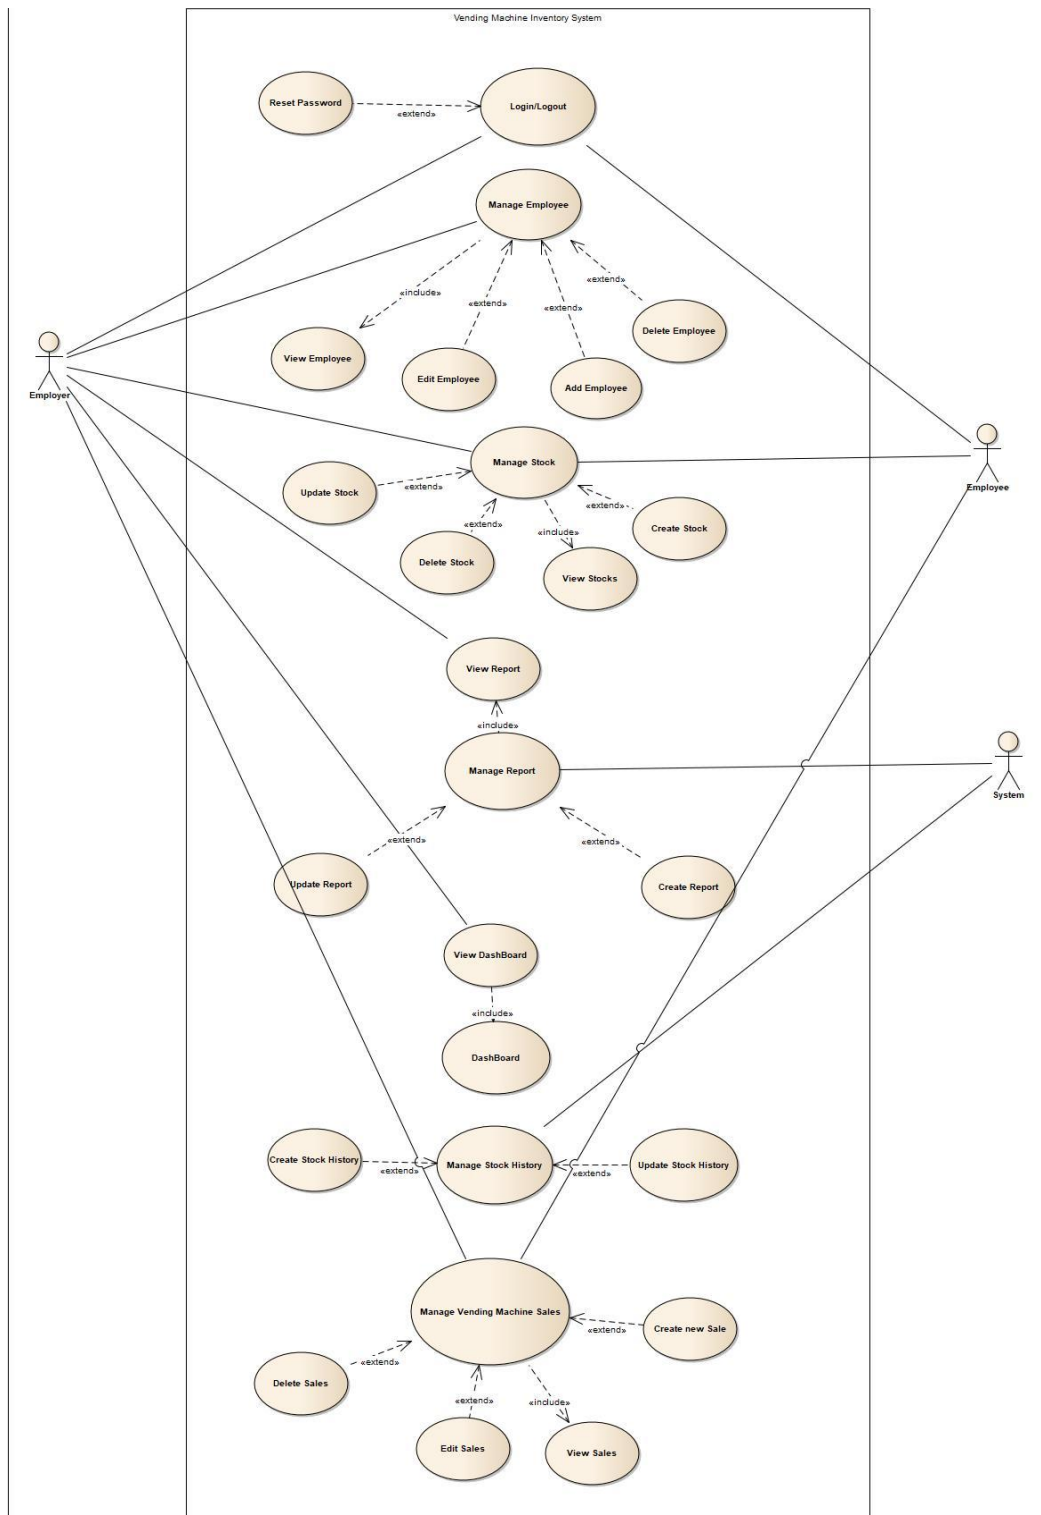 Vending Machine Inventory System
Reset Password
«extend»
Login/Logout
Manage Employee
«include»
«extend»
«extend»
«extend»
View Employee
Edit Employee
Add Employee
Delete Employee
Employer
Manage Stock
Employee
Update Stock
«extend»
«extend»
«include»
«extend»
Create Stock
Delete Stock
View Stocks
View Report
«include»
Manage Report
System
«extend»
«extend»
Update Report
Create Report
View DashBoard
«include»
DashBoard
Create Stock History
«extend»
Manage Stock History
«extend»
Update Stock History
Manage Vending Machine Sales
«extend»
Create new Sale
«extend»
Delete Sales
«extend»
«include»
Edit Sales
View Sales